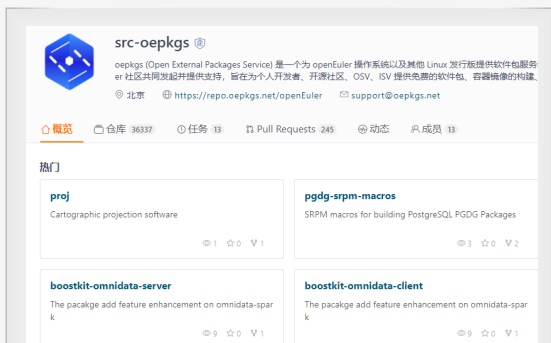 src-oepkgs
oepkgs (Open External Packages Service) 是一个为 openEuler 操作系统以及其他 Linux 发行版提供软件包服务
er 社区共同发起并提供支持，旨在为个人开发者、开源社区、OSV、ISV 提供免费的软件包、容器镜像的构建、
北京 https://repo.oepkgs.net/openEuler support@oepkgs.net
概览 仓库 36337 任务 13 Pull Requests 245 动态 成员 13
热门
proj pgdg-srpm-macros
Cartographic projection software SRPM macros for building PostgreSQL PGDG Packages
1 0 1 3 0 2
boostkit-omnidata-server boostkit-omnidata-client
The pacakge add feature enhancement on omnidata-spar The pacakge add feature enhancement on omnidata-spar
k k
9 0 1 9 0 1